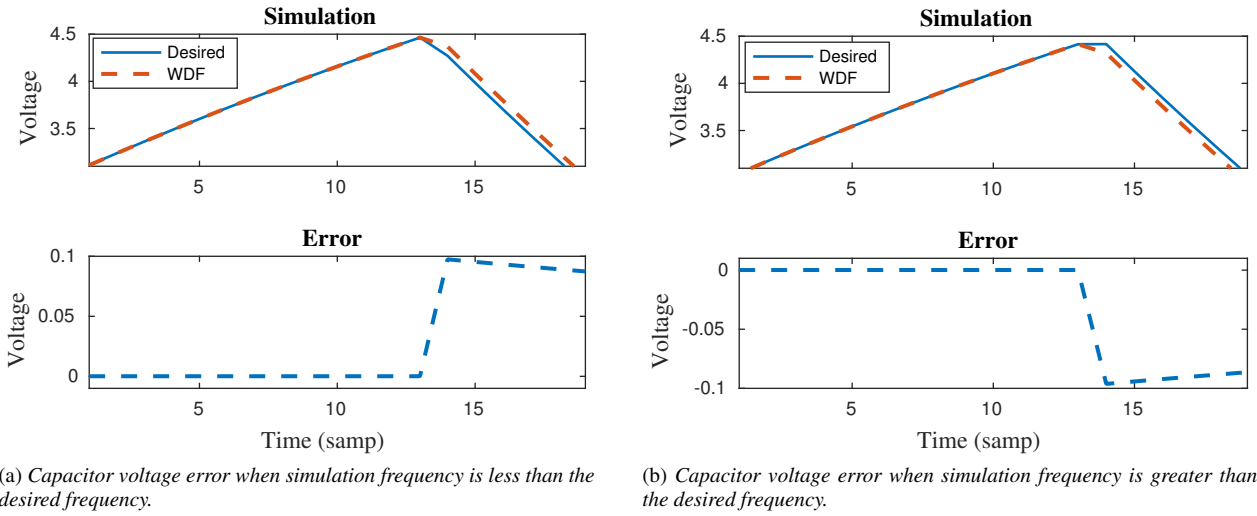 Simulation
4.5
4
3.5
Voltage
Desired
WDF
5
10
15
Error
0.1
0.05
0
Voltage
5
10
15
Time (samp)
(a) Capacitor voltage error when simulation frequency is less than the
desired frequency.
Simulation
4.5
4
3.5
Voltage
Desired
WDF
5
10
15
Error
0
-0.05
-0.1
Voltage
5
10
15
Time (samp)
(b) Capacitor voltage error when simulation frequency is greater than
the desired frequency.